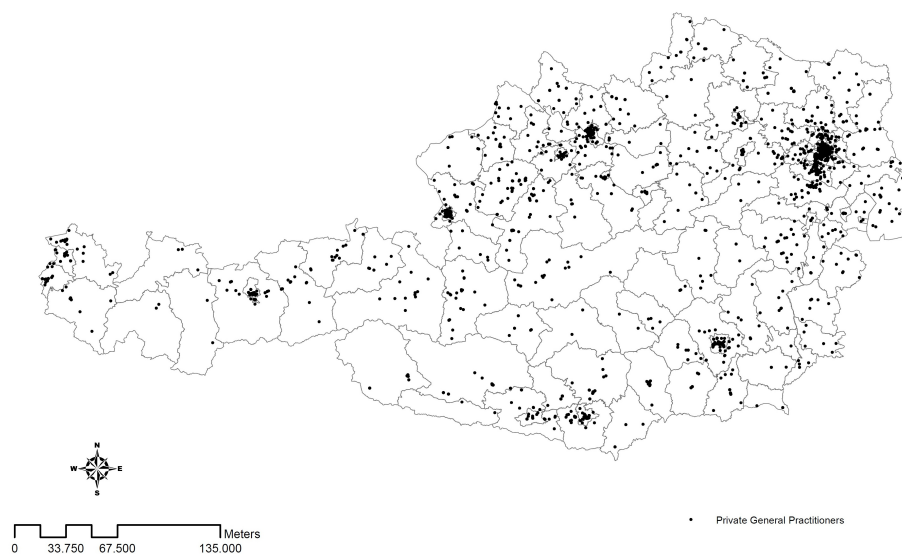 N
W E
S
Meters
0 33.750 67.500 135.000
Private General Practitioners